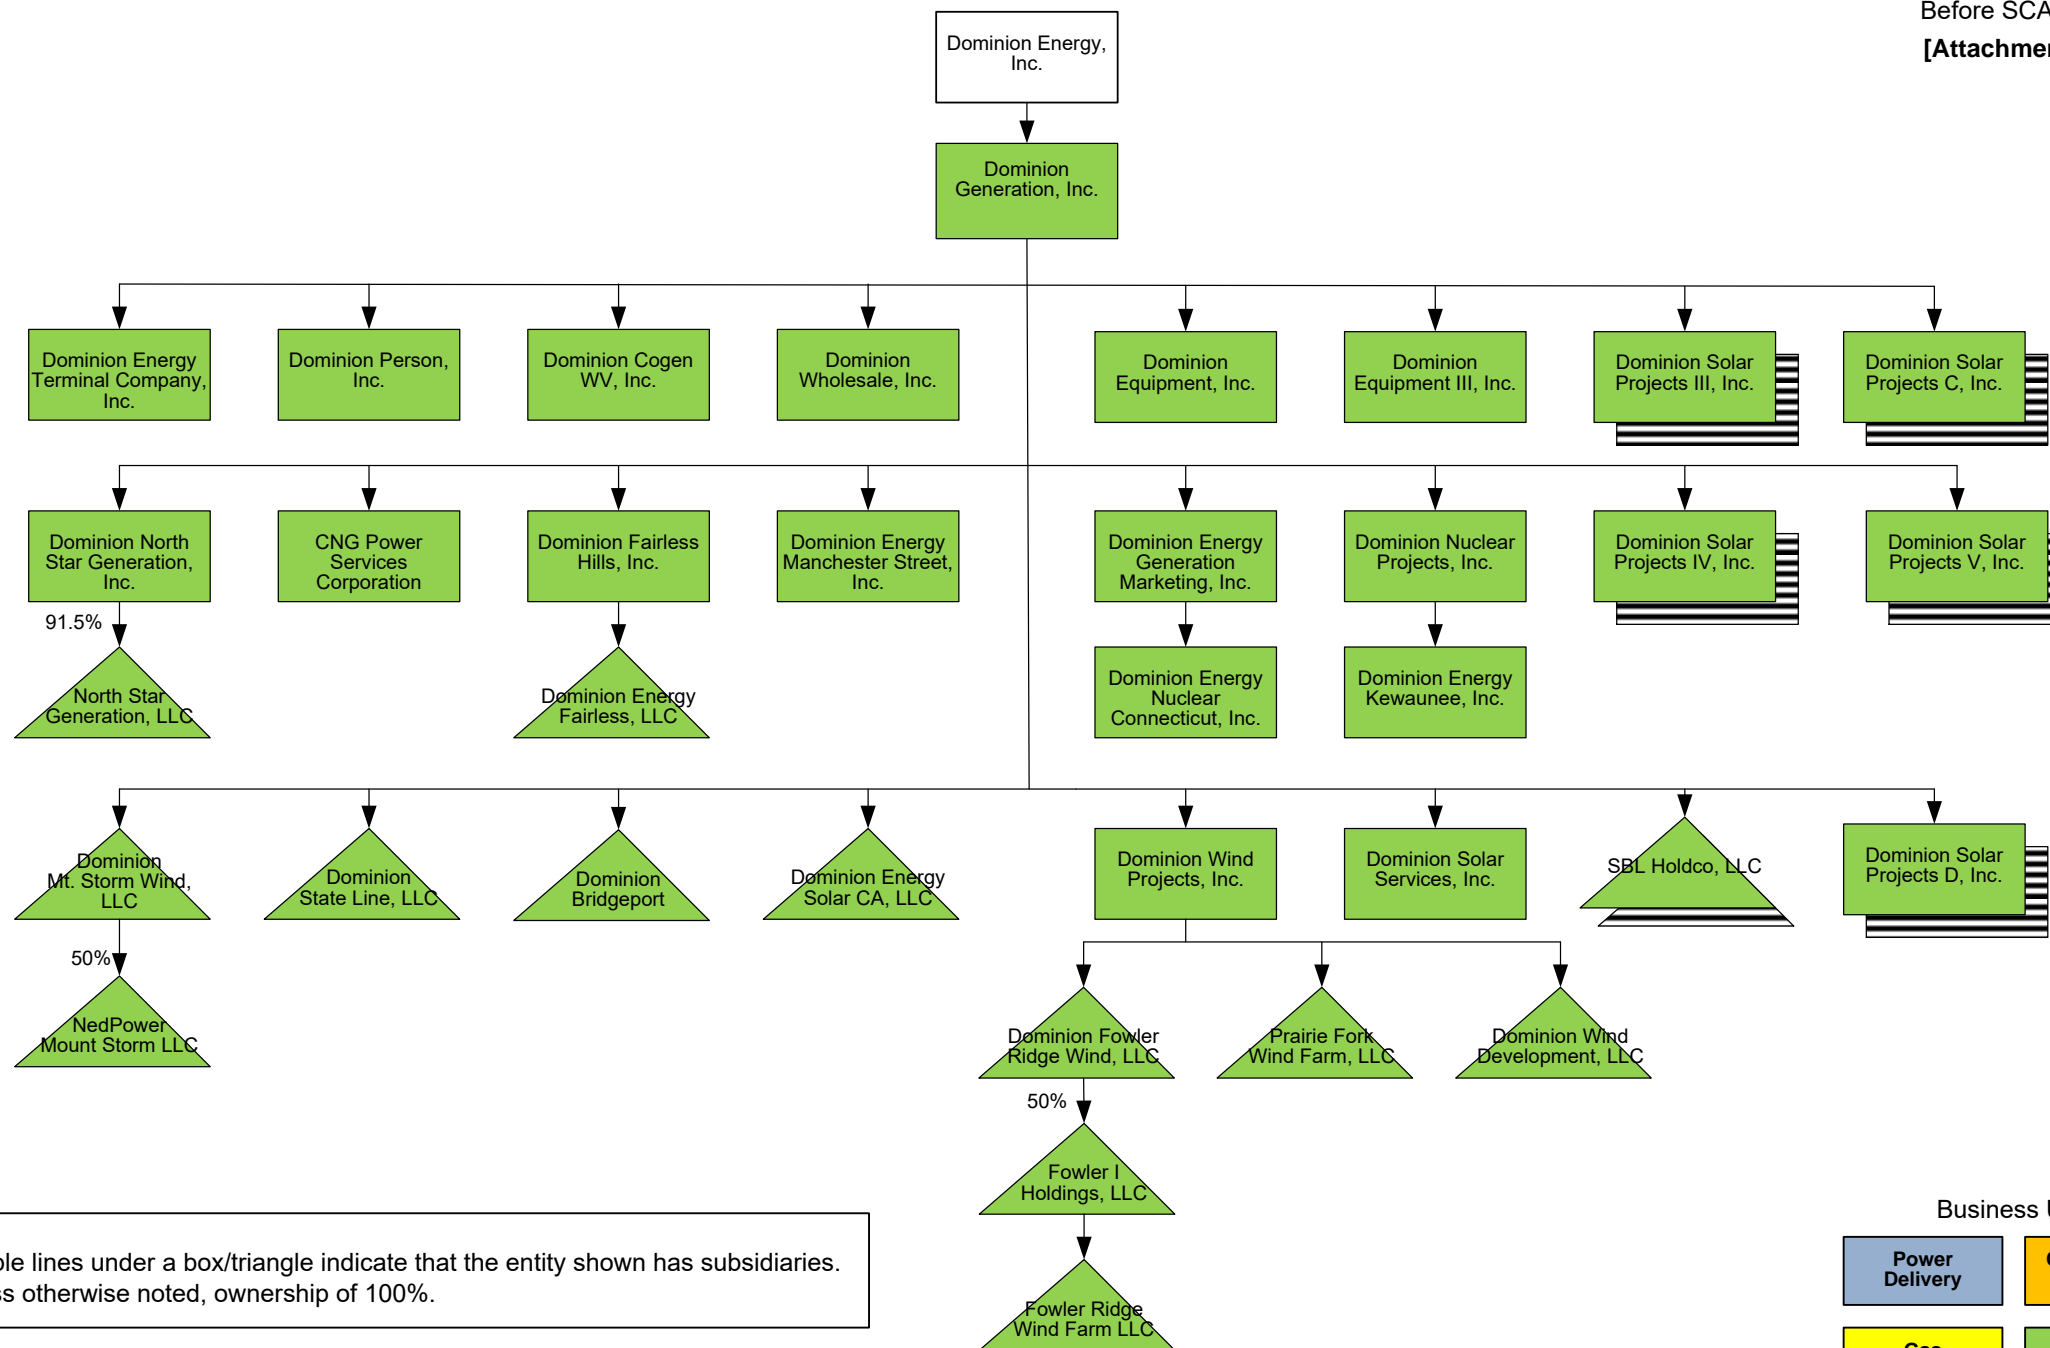 Before SCA
[Attachmer
Dominion Energy,
Inc.
Dominion
Generation, Inc.
Dominion Energy
Terminal Company,
Inc.
Dominion Person,
Inc.
Dominion Cogen
WV, Inc.
Dominion
Wholesale, Inc.
Dominion
Equipment, Inc.
Dominion
Equipment III, Inc.
Dominion Solar
Projects III, Inc.
Dominion Solar
Projects C, Inc.
Dominion North
Star Generation,
Inc.
CNG Power
Services
Corporation
Dominion Fairless
Hills, Inc.
Dominion Energy
Manchester Street,
Inc.
Dominion Energy
Generation
Marketing, Inc.
Dominion Nuclear
Projects, Inc.
Dominion Solar
Projects IV, Inc.
Dominion Solar
Projects V, Inc.
91.5%
North Star
Generation, LLC
Dominion Energy
Fairless, LLC
Dominion Energy
Nuclear
Connecticut, Inc.
Dominion Energy
Kewaunee, Inc.
Dominion
Mt. Storm Wind,
LLC
Dominion
State Line, LLC
Dominion
Bridgeport
Dominion Energy
Solar CA, LLC
Dominion Wind
Projects, Inc.
Dominion Solar
Services, Inc.
SBL Holdco, LLC
Dominion Solar
Projects D, Inc.
50%
NedPower
Mount Storm LLC
Dominion Fowler
Ridge Wind, LLC
Prairie Fork
Wind Farm, LLC
Dominion Wind
Development, LLC
50%
Fowler I
Holdings, LLC
Fowler Ridge
Wind Farm LLC
ble lines under a box/triangle indicate that the entity shown has subsidiaries.
ss otherwise noted, ownership of 100%.
Business
Power
Delivery